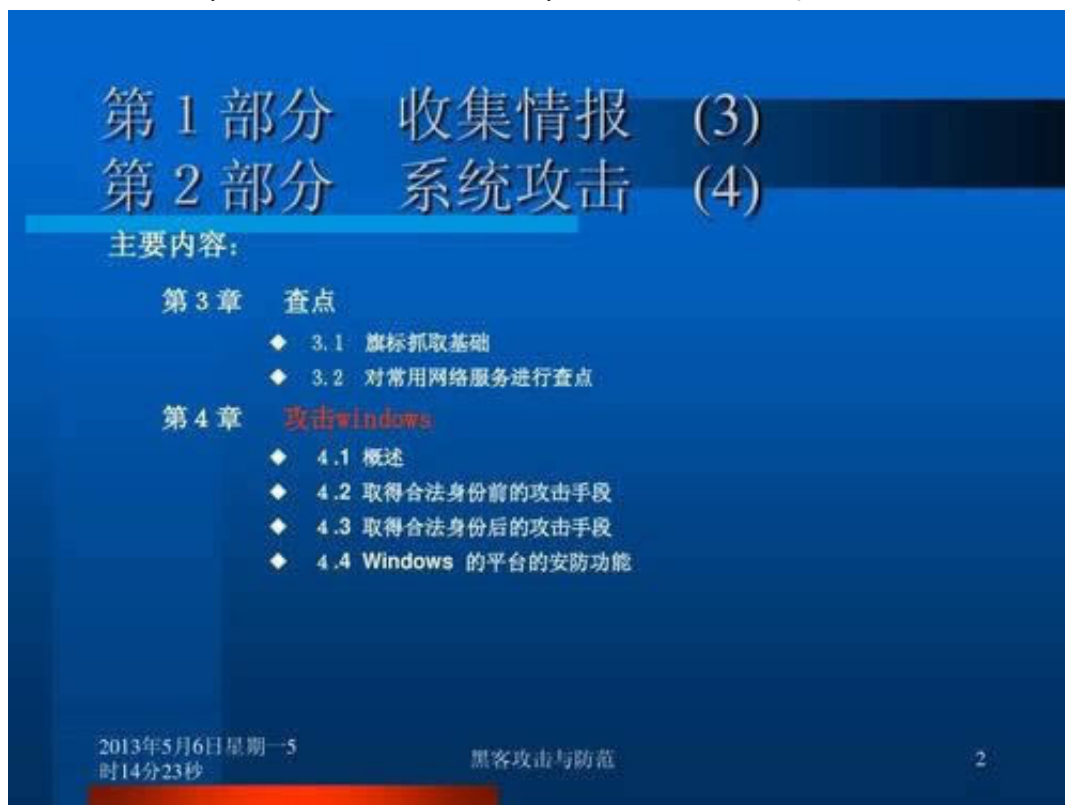 第 1 部分　收集情报　(3)
第 2 部分　系统攻击　(4)
主要内容：
第 3 章　查点
◆ 3.1 旗标抓取基础
◆ 3.2 对常用网络服务进行查点
第 4 章　攻击windows
◆ 4.1 概述
◆ 4.2 取得合法身份前的攻击手段
◆ 4.3 取得合法身份后的攻击手段
◆ 4.4 Windows 的平台的安防功能
2013年5月6日星期一5
时14分23秒
黑客攻击与防范
2